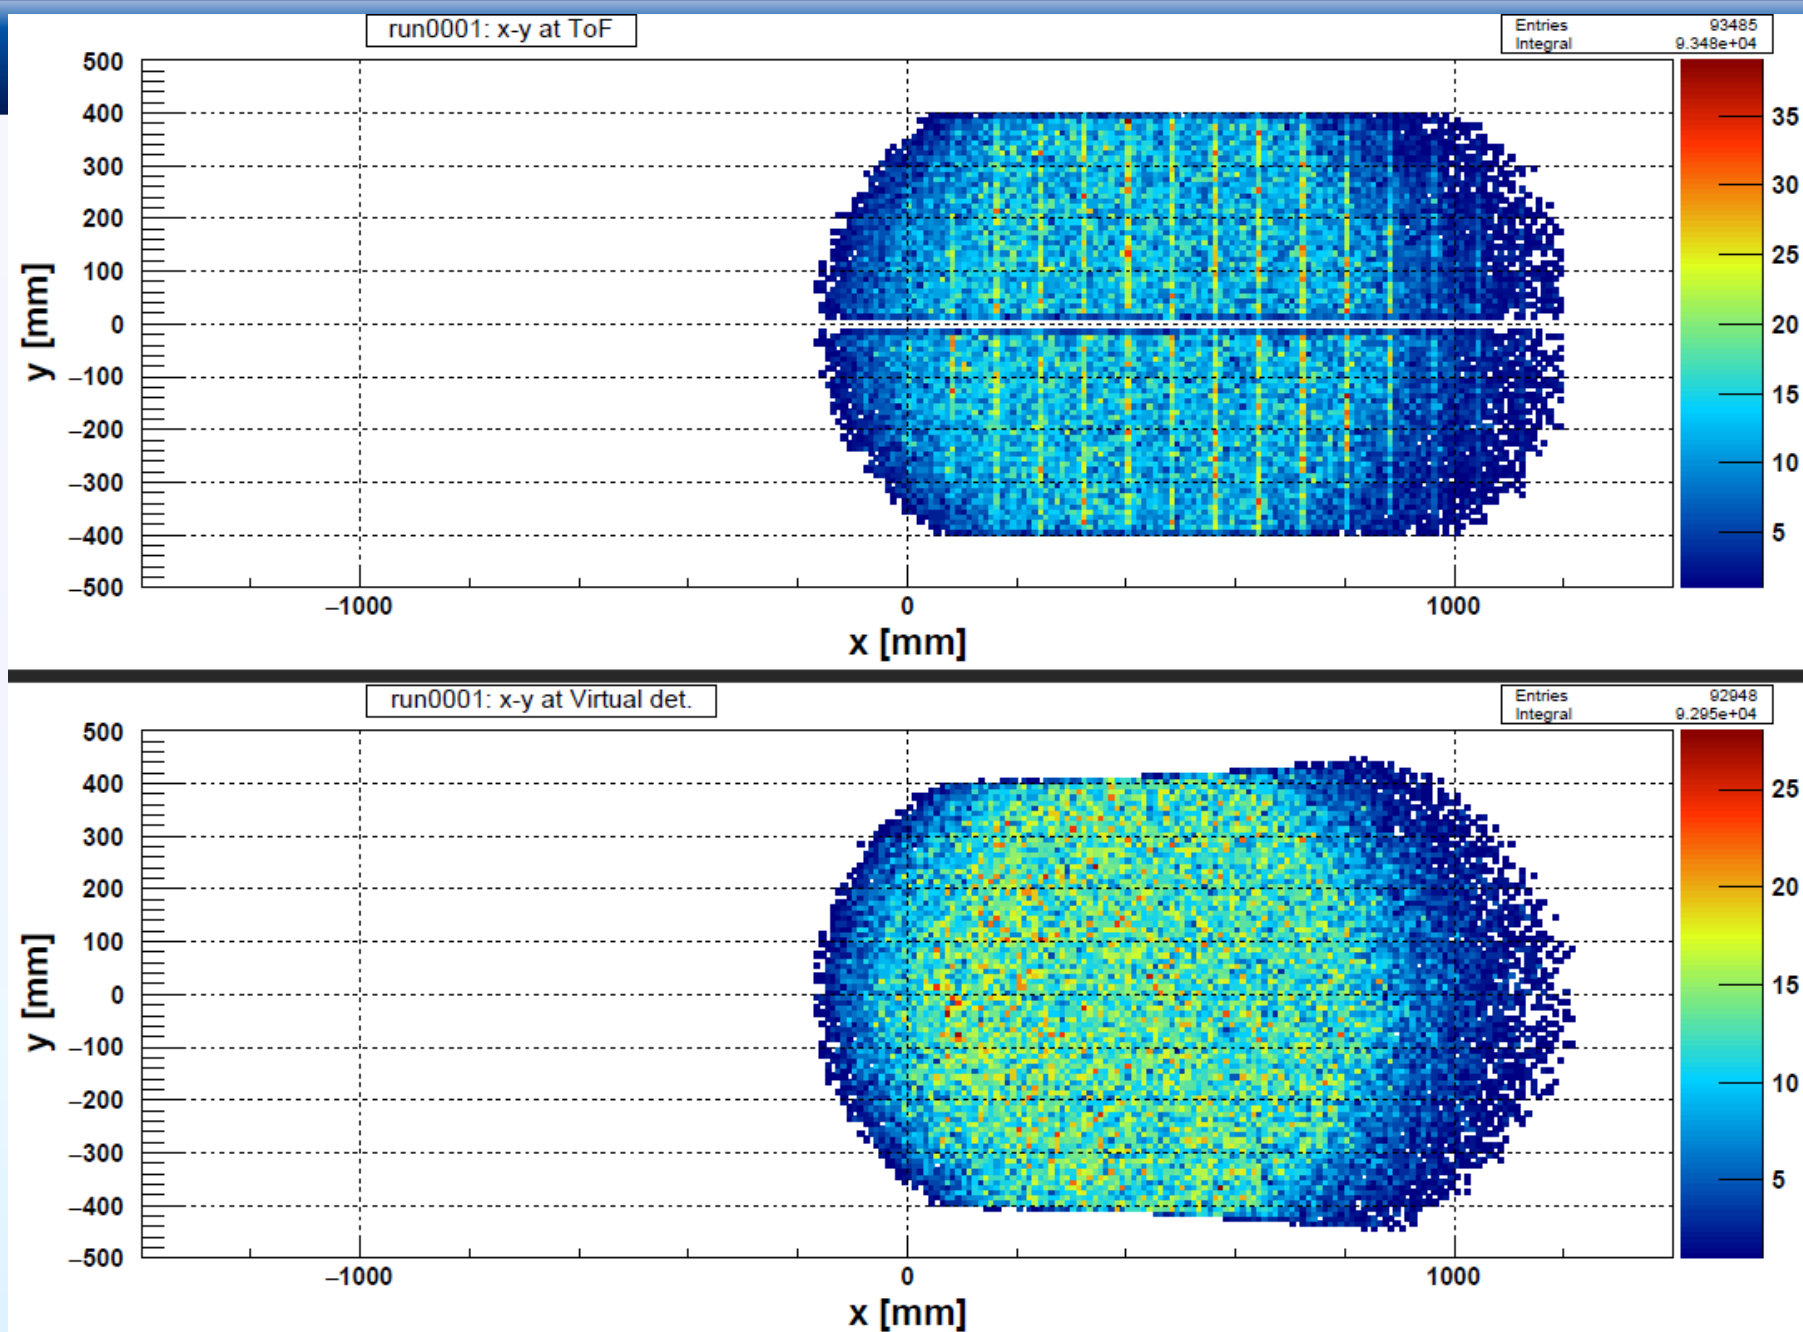 run0001: x-y at ToF
Entries 93485
Integral 9.348e+04
500
400
300
200
100
0
−100
−200
−300
−400
−500
y [mm]
−1000 0 1000
x [mm]
35
30
25
20
15
10
5
run0001: x-y at Virtual det.
Entries 92948
Integral 9.295e+04
500
400
300
200
100
0
−100
−200
−300
−400
−500
y [mm]
−1000 0 1000
x [mm]
25
20
15
10
5